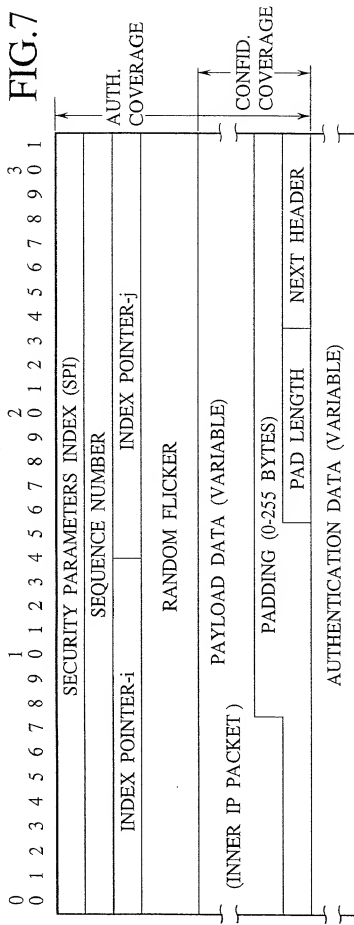 FIG.7
0 1 2 3
0 1 2 3 4 5 6 7 8 9 0 1 2 3 4 5 6 7 8 9 0 1 2 3 4 5 6 7 8 9 0 1
SECURITY PARAMETERS INDEX (SPI)
SEQUENCE NUMBER
INDEX POINTER-i
INDEX POINTER-j
RANDOM FLICKER
PAYLOAD DATA (VARIABLE)
(INNER IP PACKET )
PADDING (0-255 BYTES)
PAD LENGTH
NEXT HEADER
AUTHENTICATION DATA (VARIABLE)
AUTH.
COVERAGE
CONFID.
COVERAGE